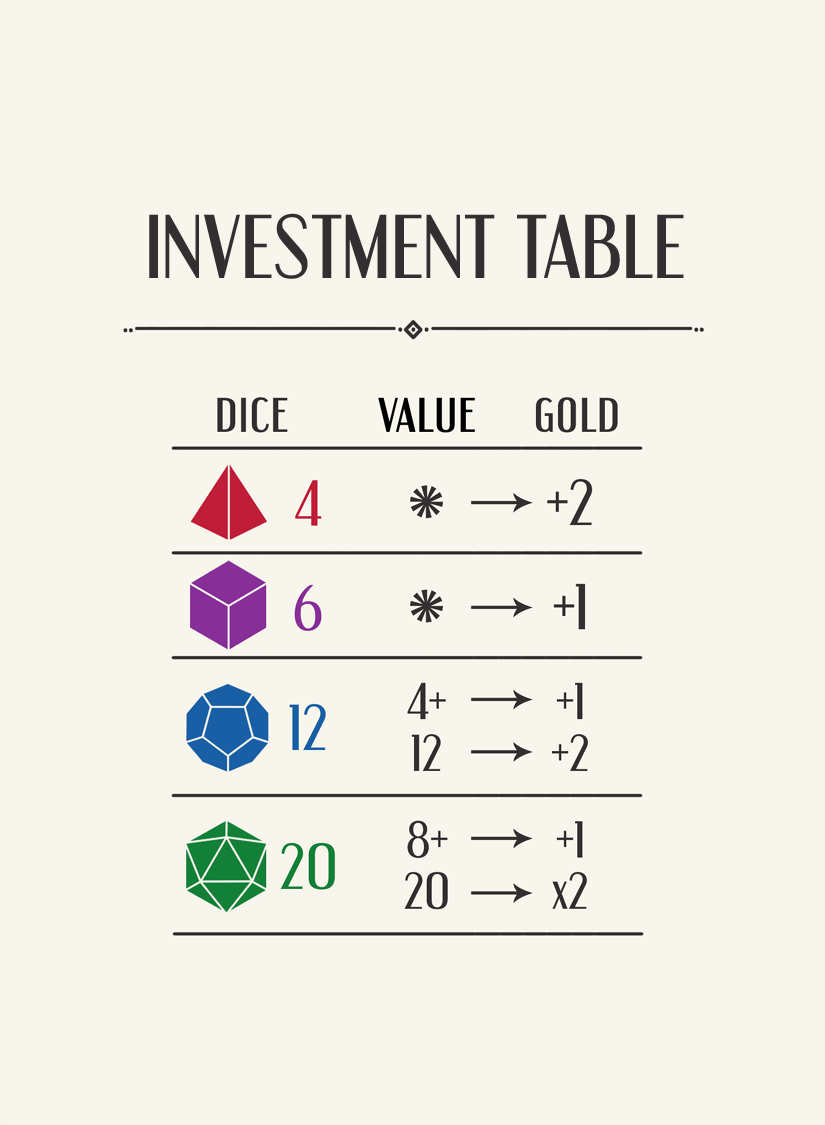 INVESTMENT TABLE
DICE VALUE GOLD
4 * → +2
6 * → +1
12 4+ → +1
12 → +2
20 8+ → +1
20 → x2